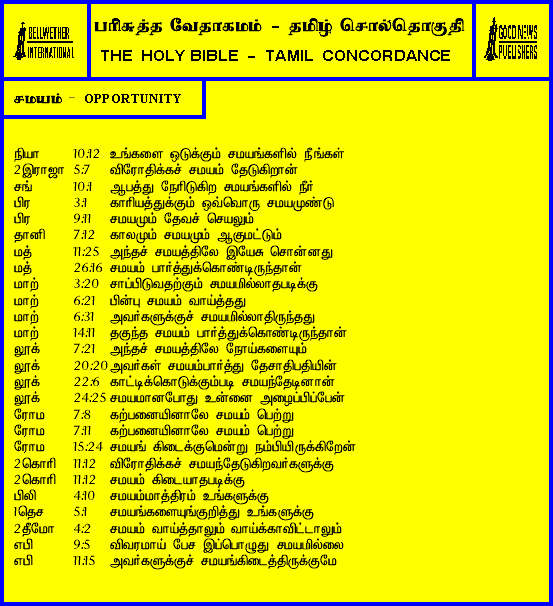 BELLWETHER
INTERNATIONAL
பரிசுத்த வேதாகமம் - தமிழ் சொல்தொகுதி
THE HOLY BIBLE - TAMIL CONCORDANCE
GOOD NEWS
PUBLISHERS
சமயம் - OPPORTUNITY
நியா 10:12 உங்களை ஒடுக்கும் சமயங்களில் நீங்கள்
2இராஜா 5:7 விரோதிக்கச் சமயம் தேடுகிறான்
சங் 10:1 ஆபத்து நேரிடுகிற சமயங்களில் நீர்
பிர 3:1 காரியத்துக்கும் ஒவ்வொரு சமயமுண்டு
பிர 9:11 சமயமும் தேவச் செயலும்
தானி 7:12 காலமும் சமயமும் ஆகுமட்டும்
மத் 11:25 அந்தச் சமயத்திலே இயேசு சொன்னது
மத் 26:16 சமயம் பார்த்துக்கொண்டிருந்தான்
மாற் 3:20 சாப்பிடுவதற்கும் சமயமில்லாதபடிக்கு
மாற் 6:21 பின்பு சமயம் வாய்த்தது
மாற் 6:31 அவர்களுக்குச் சமயமில்லாதிருந்தது
மாற் 14:11 தகுந்த சமயம் பார்த்துக்கொண்டிருந்தான்
லூக் 7:21 அந்தச் சமயத்திலே நோய்களையும்
லூக் 20:20 அவர்கள் சமயம்பார்த்து தேசாதிபதியின்
லூக் 22:6 காட்டிக்கொடுக்கும்படி சமயந்தேடினான்
லூக் 24:25 சமயமானபோது உன்னை அழைப்பிப்பேன்
ரோம 7:8 கற்பனையினாலே சமயம் பெற்று
ரோம 7:11 கற்பனையினாலே சமயம் பெற்று
ரோம 15:24 சமயங் கிடைக்குமென்று நம்பியிருக்கிறேன்
2கொரி 11:12 விரோதிக்கச் சமயந்தேடுகிறவர்களுக்கு
2கொரி 11:12 சமயம் கிடையாதபடிக்கு
பிலி 4:10 சமயம்மாத்திரம் உங்களுக்கு
1தெச 5:1 சமயங்களையுங்குறித்து உங்களுக்கு
2தீமோ 4:2 சமயம் வாய்த்தாலும் வாய்க்காவிட்டாலும்
எபி 9:5 விவரமாய் பேச இப்பொழுது சமயமில்லை
எபி 11:15 அவர்களுக்குச் சமயங்கிடைத்திருக்குமே